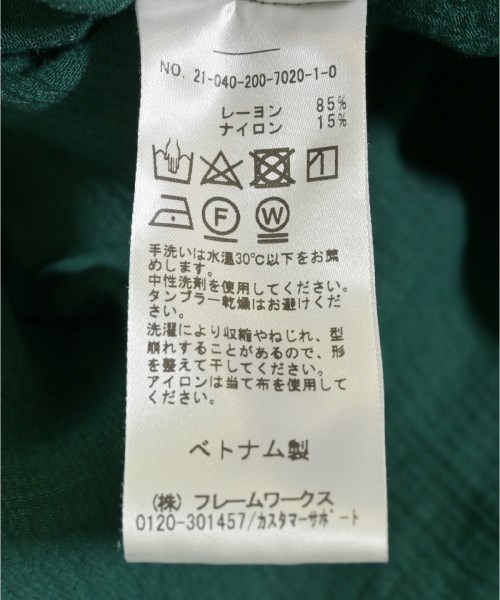 NO. 21-040-200-7020-1-0
レーヨン 85%
ナイロン 15%
F W
手洗いは水温30℃以下をお薦
めします。
中性洗剤を使用してください。
タンブラー乾燥はお避けくだ
さい。
洗濯により収縮やねじれ、型
崩れすることがあるので、形
を整えて干してください。
アイロンは当て布を使用して
ください。
ベトナム製
(株) フレームワークス
0120-301457/カスタマーサポート